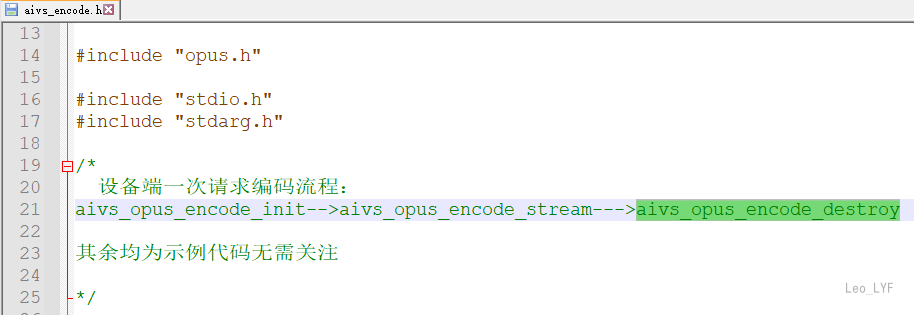 aivs_encode.h
13
14 #include "opus.h"
15
16 #include "stdio.h"
17 #include "stdarg.h"
18
19 /*
20 设备端一次请求编码流程:
21 aivs_opus_encode_init-->aivs_opus_encode_stream--->aivs_opus_encode_destroy
22
23 其余均为示例代码无需关注
24
25 */
Leo_LYF